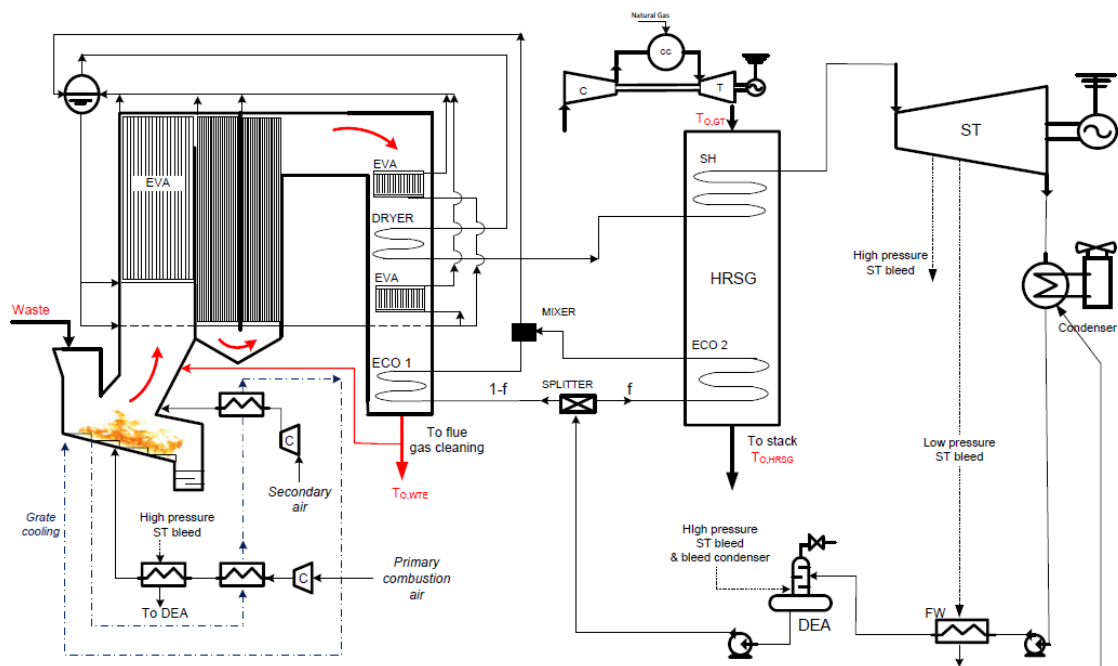 Natural Gas
CC
C
T
T_O,GT
ST
SH
EVA
EVA
DRYER
EVA
ECO 1
HRSG
High pressure
ST bleed
Condenser
MIXER
ECO 2
Waste
1-f
SPLITTER
f
To flue
gas cleaning
T_O,WTE
To stack
T_O,HRSG
Low pressure
ST bleed
C
Secondary
air
Grate
cooling
High pressure
ST bleed
C
Primary
combustion
air
To DEA
HIgh pressure
ST bleed
& bleed condenser
DEA
FW